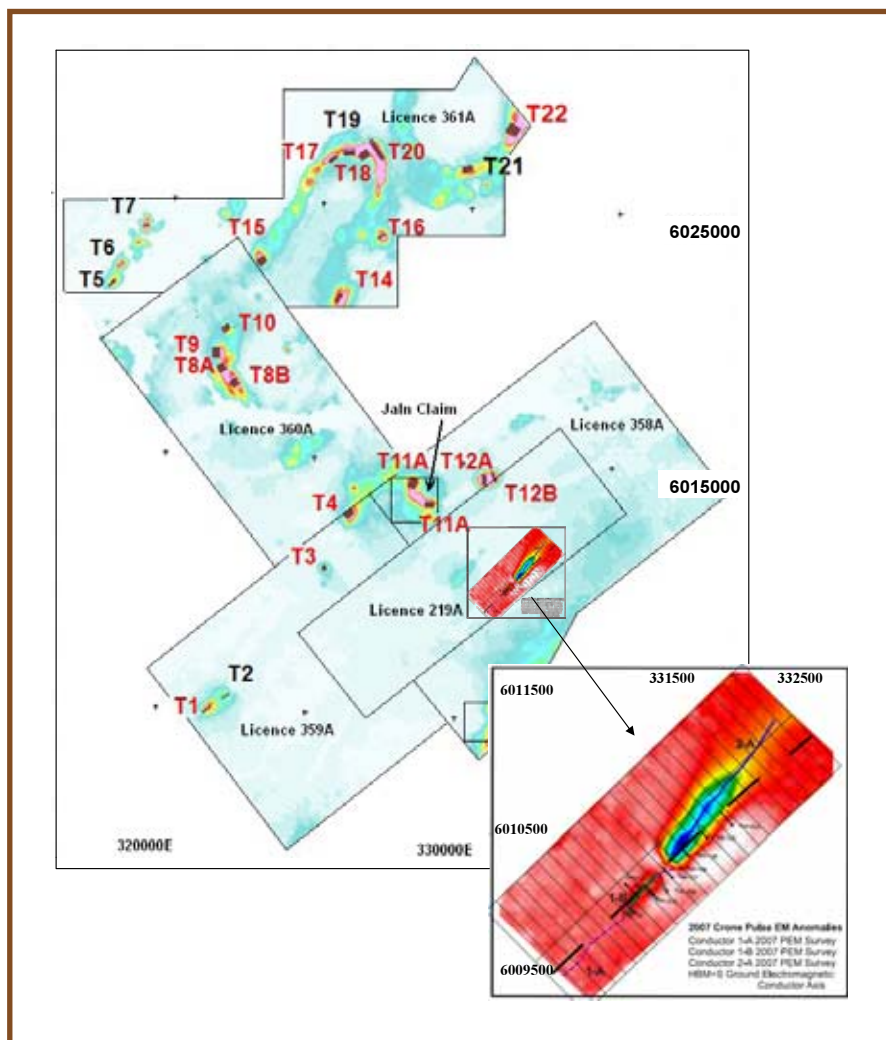 T22
T19
Licence 361A
T17
T20
T18
T21
T7
T15
T16
6025000
T6
T5
T14
T10
T9
T8A
T8B
Jaln Claim
Licence 358A
Licence 360A
T11A
T12A
T12B
6015000
T4
T11A
T3
Licence 219A
T2
T1
Licence 359A
320000E
330000E
331500
332500
6011500
2-A
6010500
1-B
2007 Crone Pulse EM Anomalies
Conductor 1-A 2007 PEM Survey
Conductor 1-B 2007 PEM Survey
Conductor 2-A 2007 PEM Survey
HBM+S Ground Electromagnetic
Conductor Axis
6009500
1-A